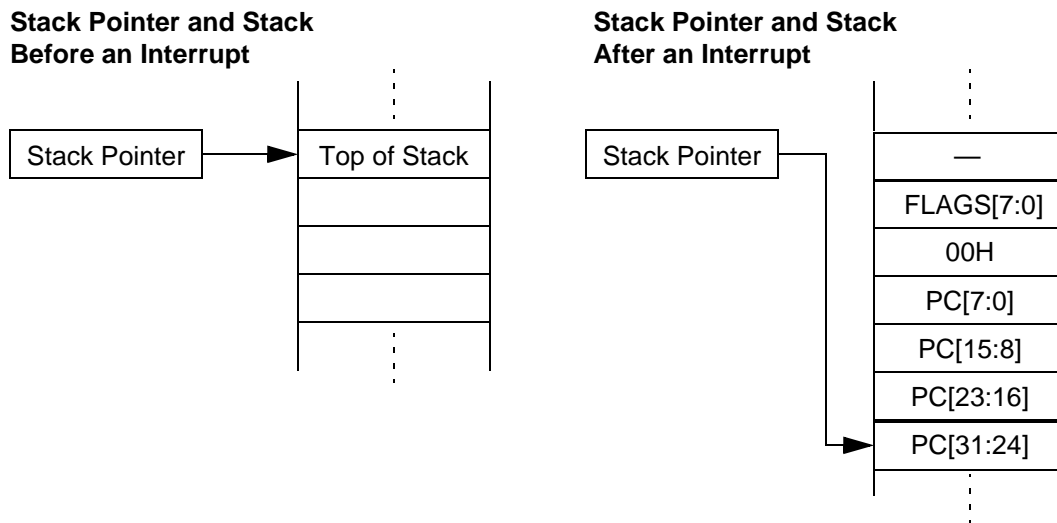 Stack Pointer and Stack
Before an Interrupt
Stack Pointer
Top of Stack
Stack Pointer and Stack
After an Interrupt
Stack Pointer
—
FLAGS[7:0]
00H
PC[7:0]
PC[15:8]
PC[23:16]
PC[31:24]